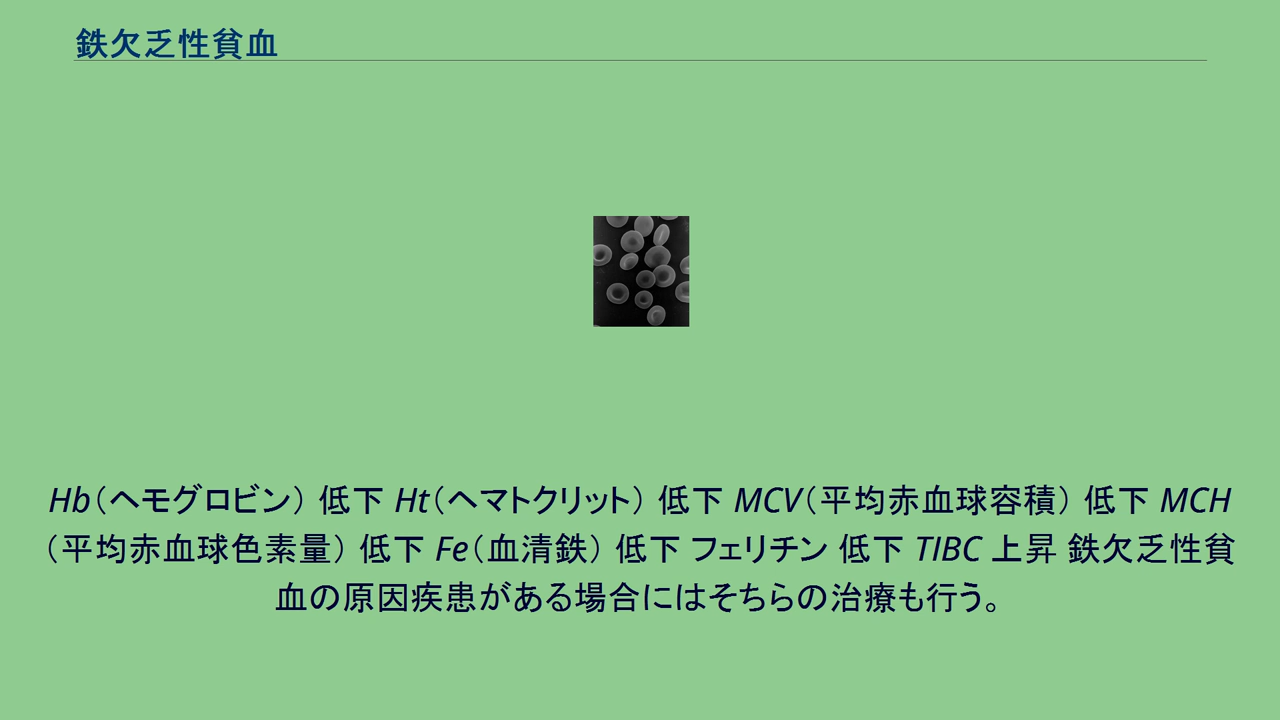 鉄欠乏性貧血
Hb（ヘモグロビン） 低下 Ht（ヘマトクリット） 低下 MCV（平均赤血球容積） 低下 MCH
（平均赤血球色素量） 低下 Fe（血清鉄） 低下 フェリチン 低下 TIBC 上昇 鉄欠乏性貧
血の原因疾患がある場合にはそちらの治療も行う。